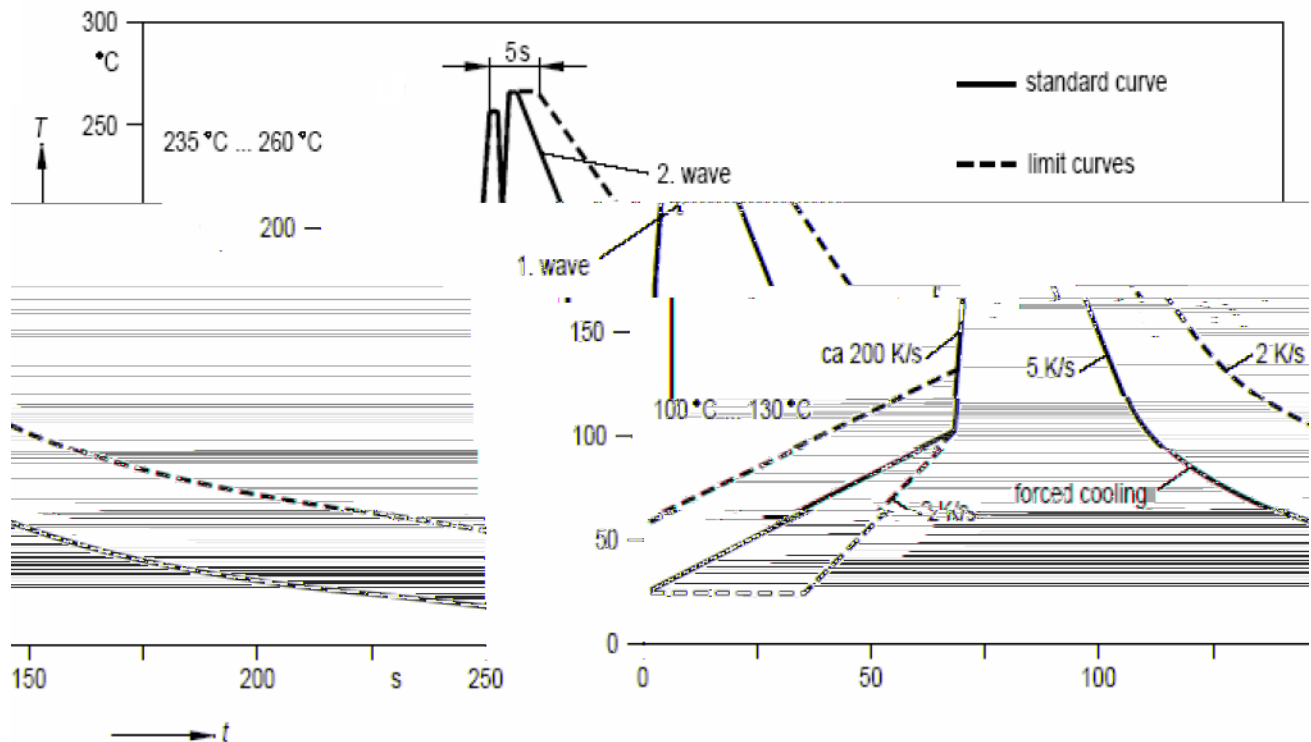 300
°C
5 s
standard curve
T
250
235 °C ... 260 °C
limit curves
2. wave
200
1. wave
150
ca 200 K/s
5 K/s
2 K/s
100 °C ... 130 °C
100
forced cooling
2 K/s
50
0
150
200
s
250
0
50
100
t